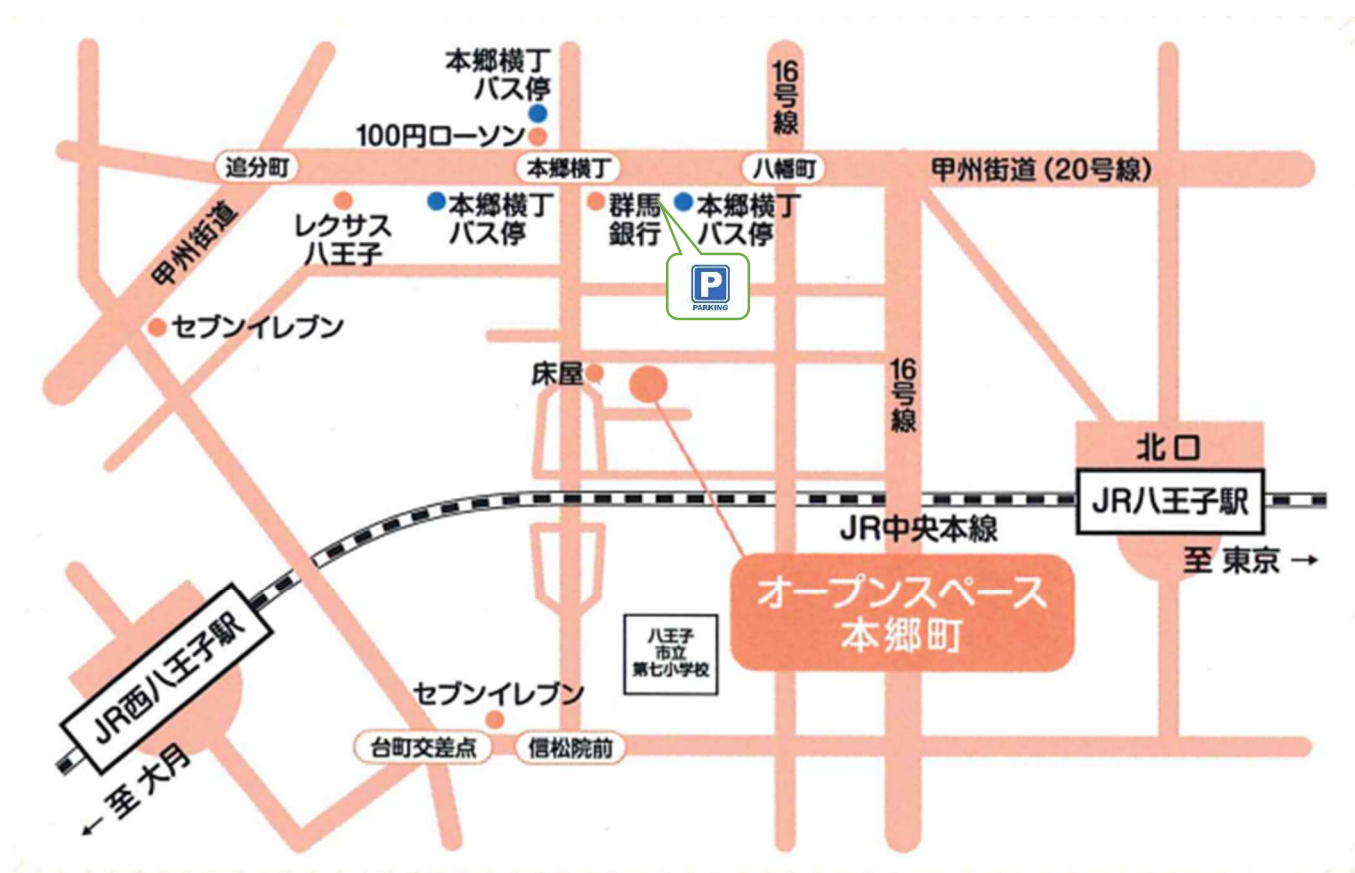 本郷横丁
バス停
100円ローソン
16号線
追分町
本郷横丁
八幡町
甲州街道(20号線)
レクサス
八王子
本郷横丁
バス停
群馬
銀行
本郷横丁
バス停
甲州街道
P
PARKING
セブンイレブン
床屋
16号線
北口
JR八王子駅
JR中央本線
至 東京 →
オープンスペース
本郷町
八王子
市立
第七小学校
JR西八王子駅
セブンイレブン
台町交差点
信松院前
← 至 大月